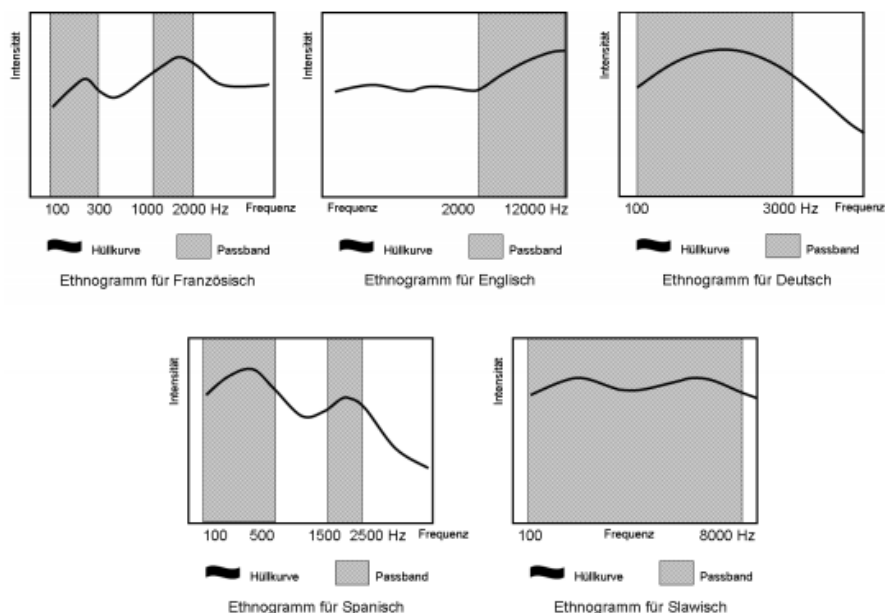 Intensität
100 300 1000 2000 Hz Frequenz
Hüllkurve Passband
Ethnogramm für Französisch
Intensität
Frequenz 2000 12000 Hz
Hüllkurve Passband
Ethnogramm für Englisch
Intensität
100 3000 Hz Frequenz
Hüllkurve Passband
Ethnogramm für Deutsch
Intensität
100 500 1500 2500 Hz Frequenz
Hüllkurve Passband
Ethnogramm für Spanisch
Intensität
100 Frequenz 8000 Hz
Hüllkurve Passband
Ethnogramm für Slawisch